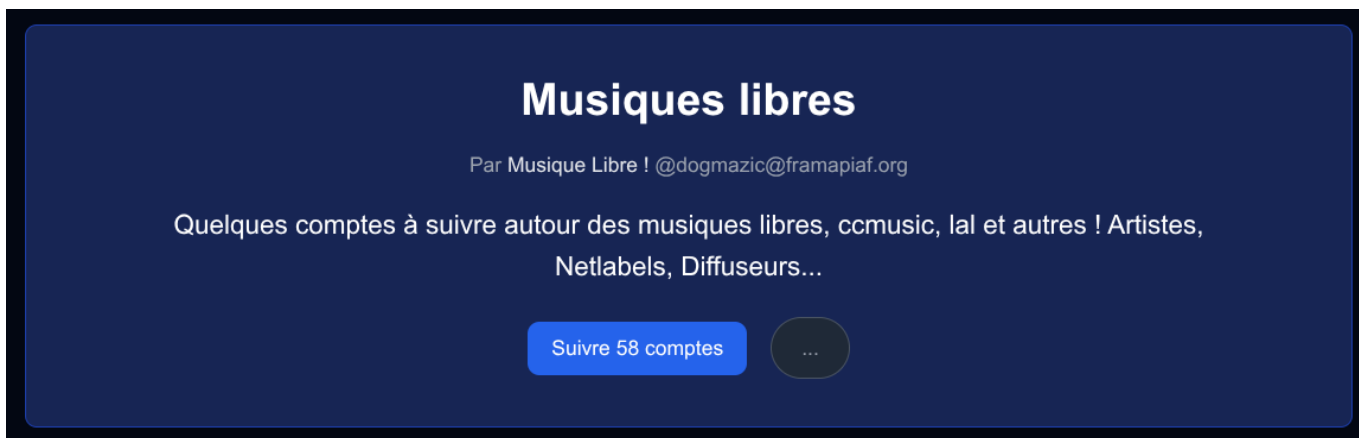 Musiques libres
Par Musique Libre ! @dogmazic@framapiaf.org
Quelques comptes à suivre autour des musiques libres, ccmusic, lal et autres ! Artistes,
Netlabels, Diffuseurs...
Suivre 58 comptes ...